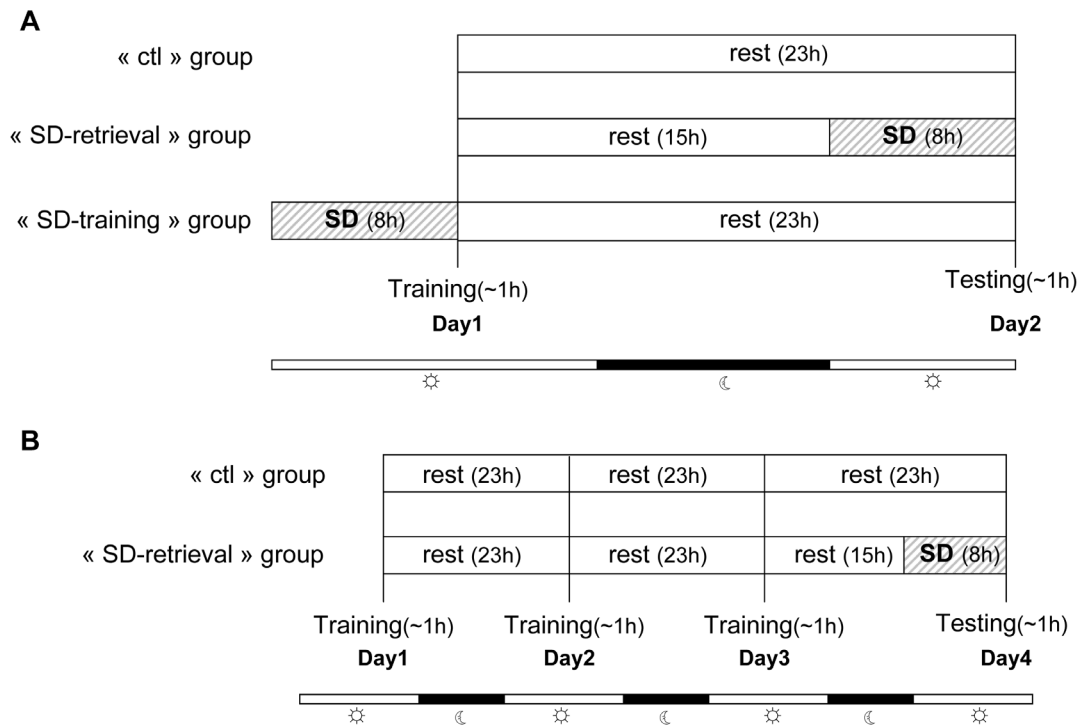 A
« ctl » group
rest (23h)
« SD-retrieval » group
rest (15h)
SD (8h)
« SD-training » group
SD (8h)
rest (23h)
Training(~1h)
Testing(~1h)
Day1
Day2
B
« ctl » group
rest (23h)
rest (23h)
rest (23h)
« SD-retrieval » group
rest (23h)
rest (23h)
rest (15h)
SD (8h)
Training(~1h)
Training(~1h)
Training(~1h)
Testing(~1h)
Day1
Day2
Day3
Day4